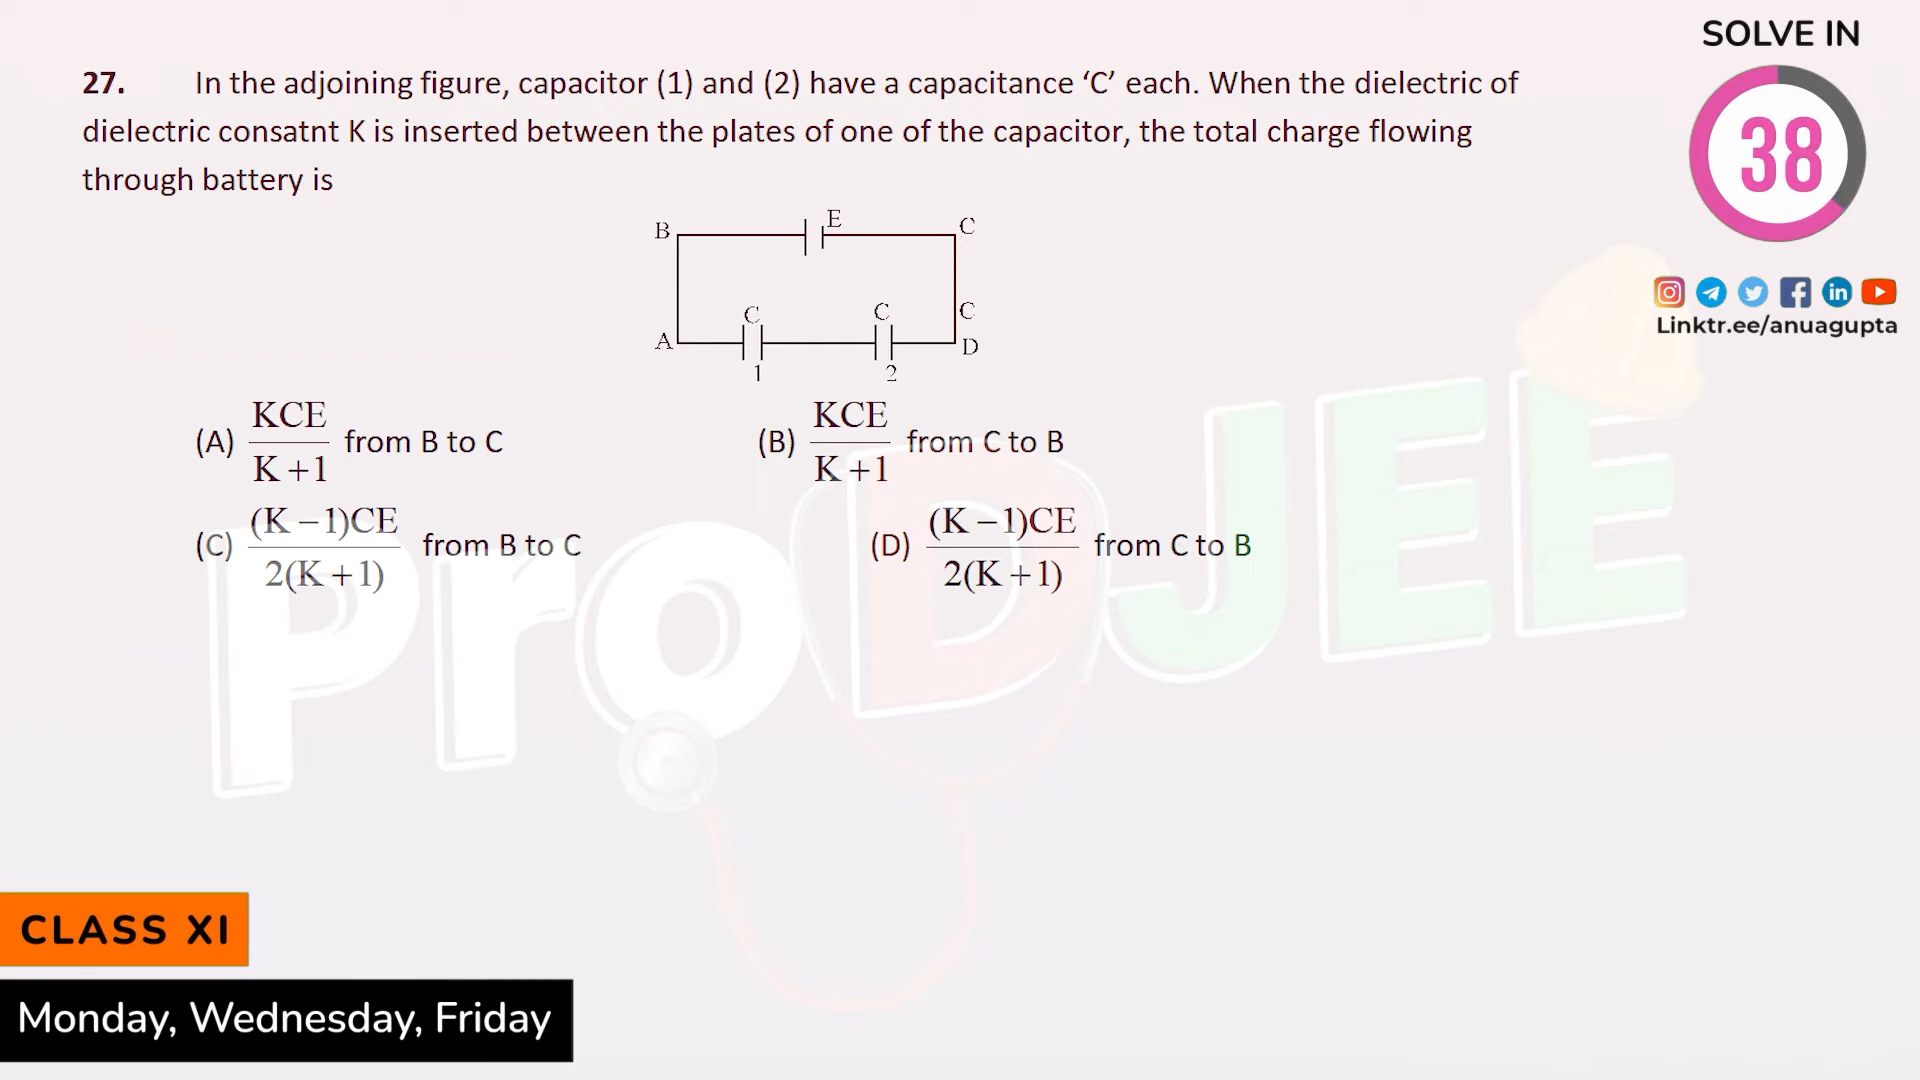 SOLVE IN
38
Linktr.ee/anuagupta
27. In the adjoining figure, capacitor (1) and (2) have a capacitance ‘C’ each. When the dielectric of
dielectric consatnt K is inserted between the plates of one of the capacitor, the total charge flowing
through battery is
B E C
C C C
A D
1 2
(A) KCE/K+1 from B to C (B) KCE/K+1 from C to B
(C) (K−1)CE/2(K+1) from B to C (D) (K−1)CE/2(K+1) from C to B
ProDJEE
CLASS XI
Monday, Wednesday, Friday